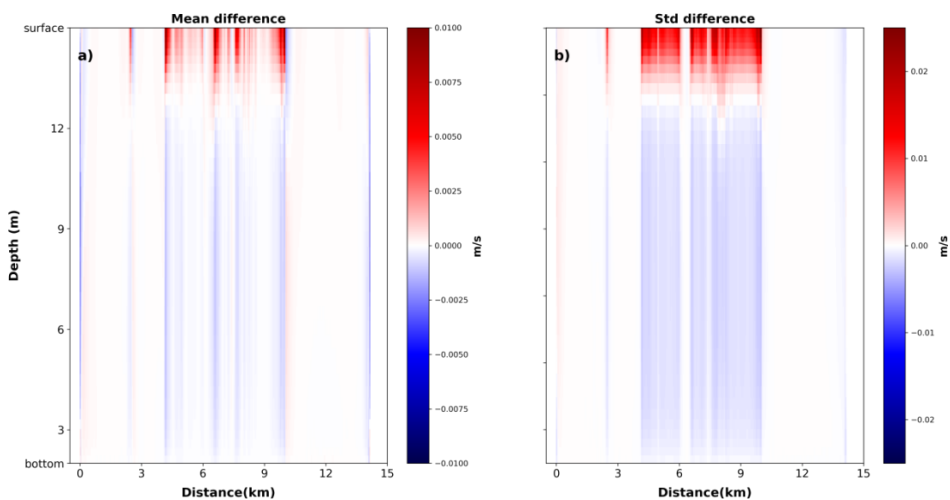 Mean difference
Std difference
a)
b)
surface
12
9
6
3
bottom
Depth (m)
0 3 6 9 12 15
Distance(km)
0.0100
0.0075
0.0050
0.0025
0.0000
−0.0025
−0.0050
−0.0075
−0.0100
m/s
0 3 6 9 12 15
Distance(km)
0.02
0.01
0.00
−0.01
−0.02
m/s